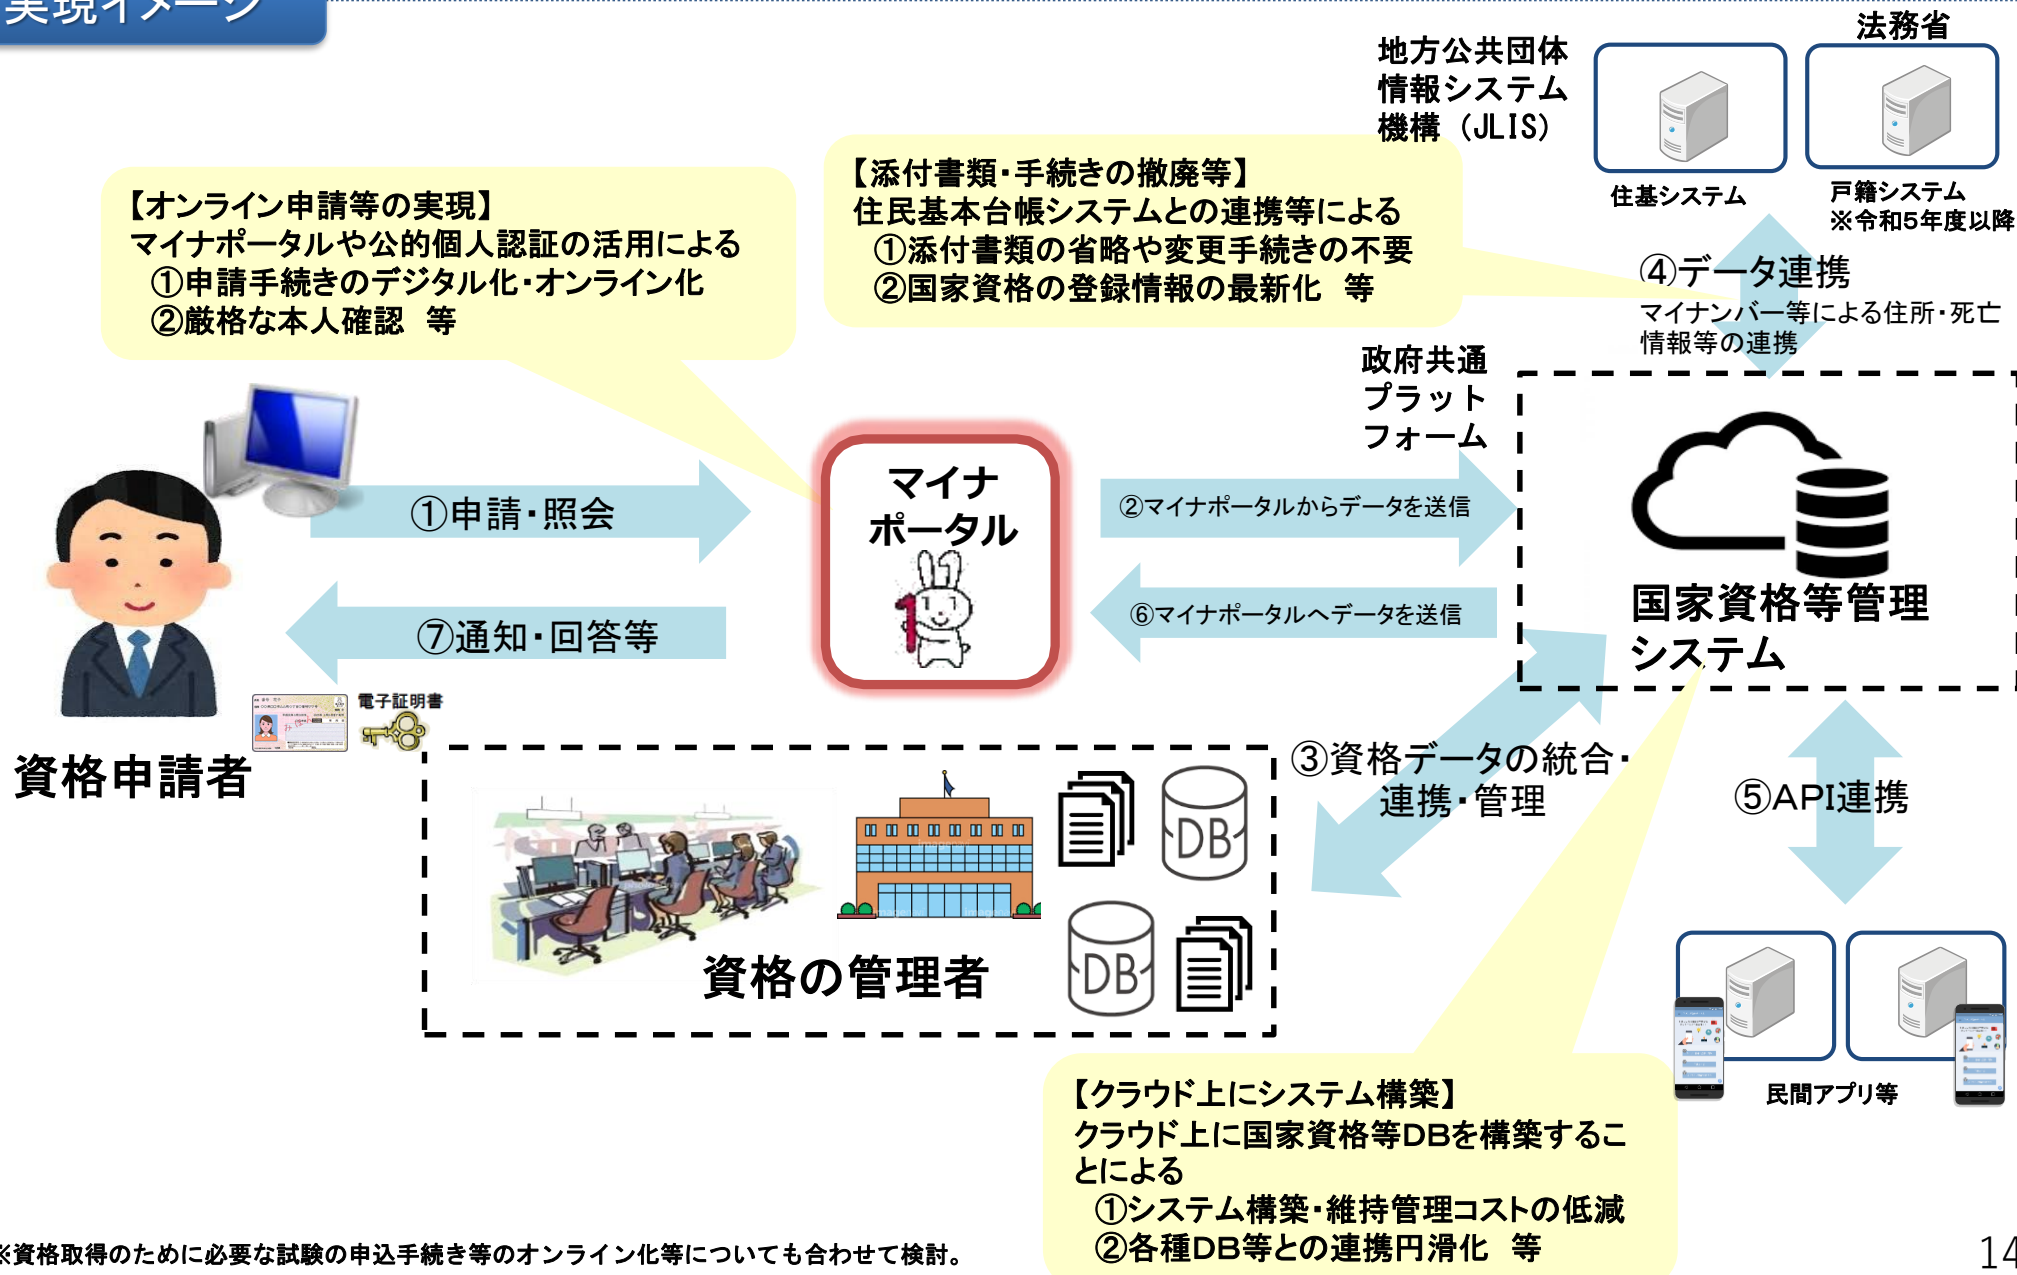 実現イメージ
法務省
地方公共団体
情報システム
機構（JLIS）
住基システム
戸籍システム
※令和5年度以降
【オンライン申請等の実現】
マイナポータルや公的個人認証の活用による
①申請手続きのデジタル化・オンライン化
②厳格な本人確認　等
【添付書類・手続きの撤廃等】
住民基本台帳システムとの連携等による
①添付書類の省略や変更手続きの不要
②国家資格の登録情報の最新化　等
④データ連携
マイナンバー等による住所・死亡
情報等の連携
政府共通
プラット
フォーム
マイナ
ポータル
①申請・照会
②マイナポータルからデータを送信
⑥マイナポータルへデータを送信
⑦通知・回答等
国家資格等管理
システム
電子証明書
資格申請者
③資格データの統合・
連携・管理
⑤API連携
DB
DB
資格の管理者
民間アプリ等
【クラウド上にシステム構築】
クラウド上に国家資格等DBを構築するこ
とによる
①システム構築・維持管理コストの低減
②各種DB等との連携円滑化　等
※資格取得のために必要な試験の申込手続き等のオンライン化等についても合わせて検討。
14